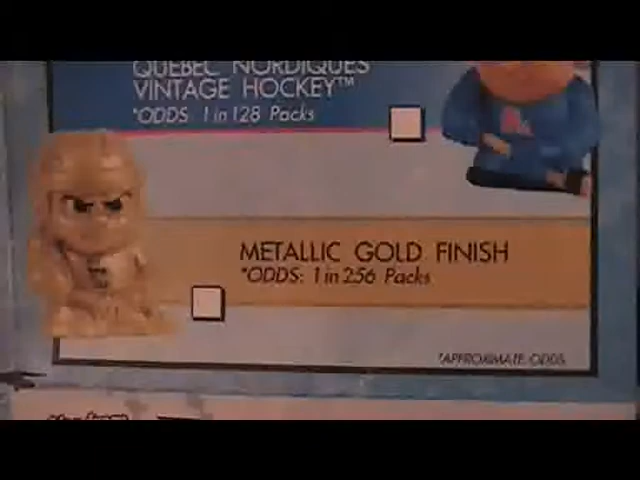 QUEBEC NORDIQUES
VINTAGE HOCKEY™
*ODDS: 1 in 128 Packs
METALLIC GOLD FINISH
*ODDS: 1 in 256 Packs
*APPROXIMATE ODDS